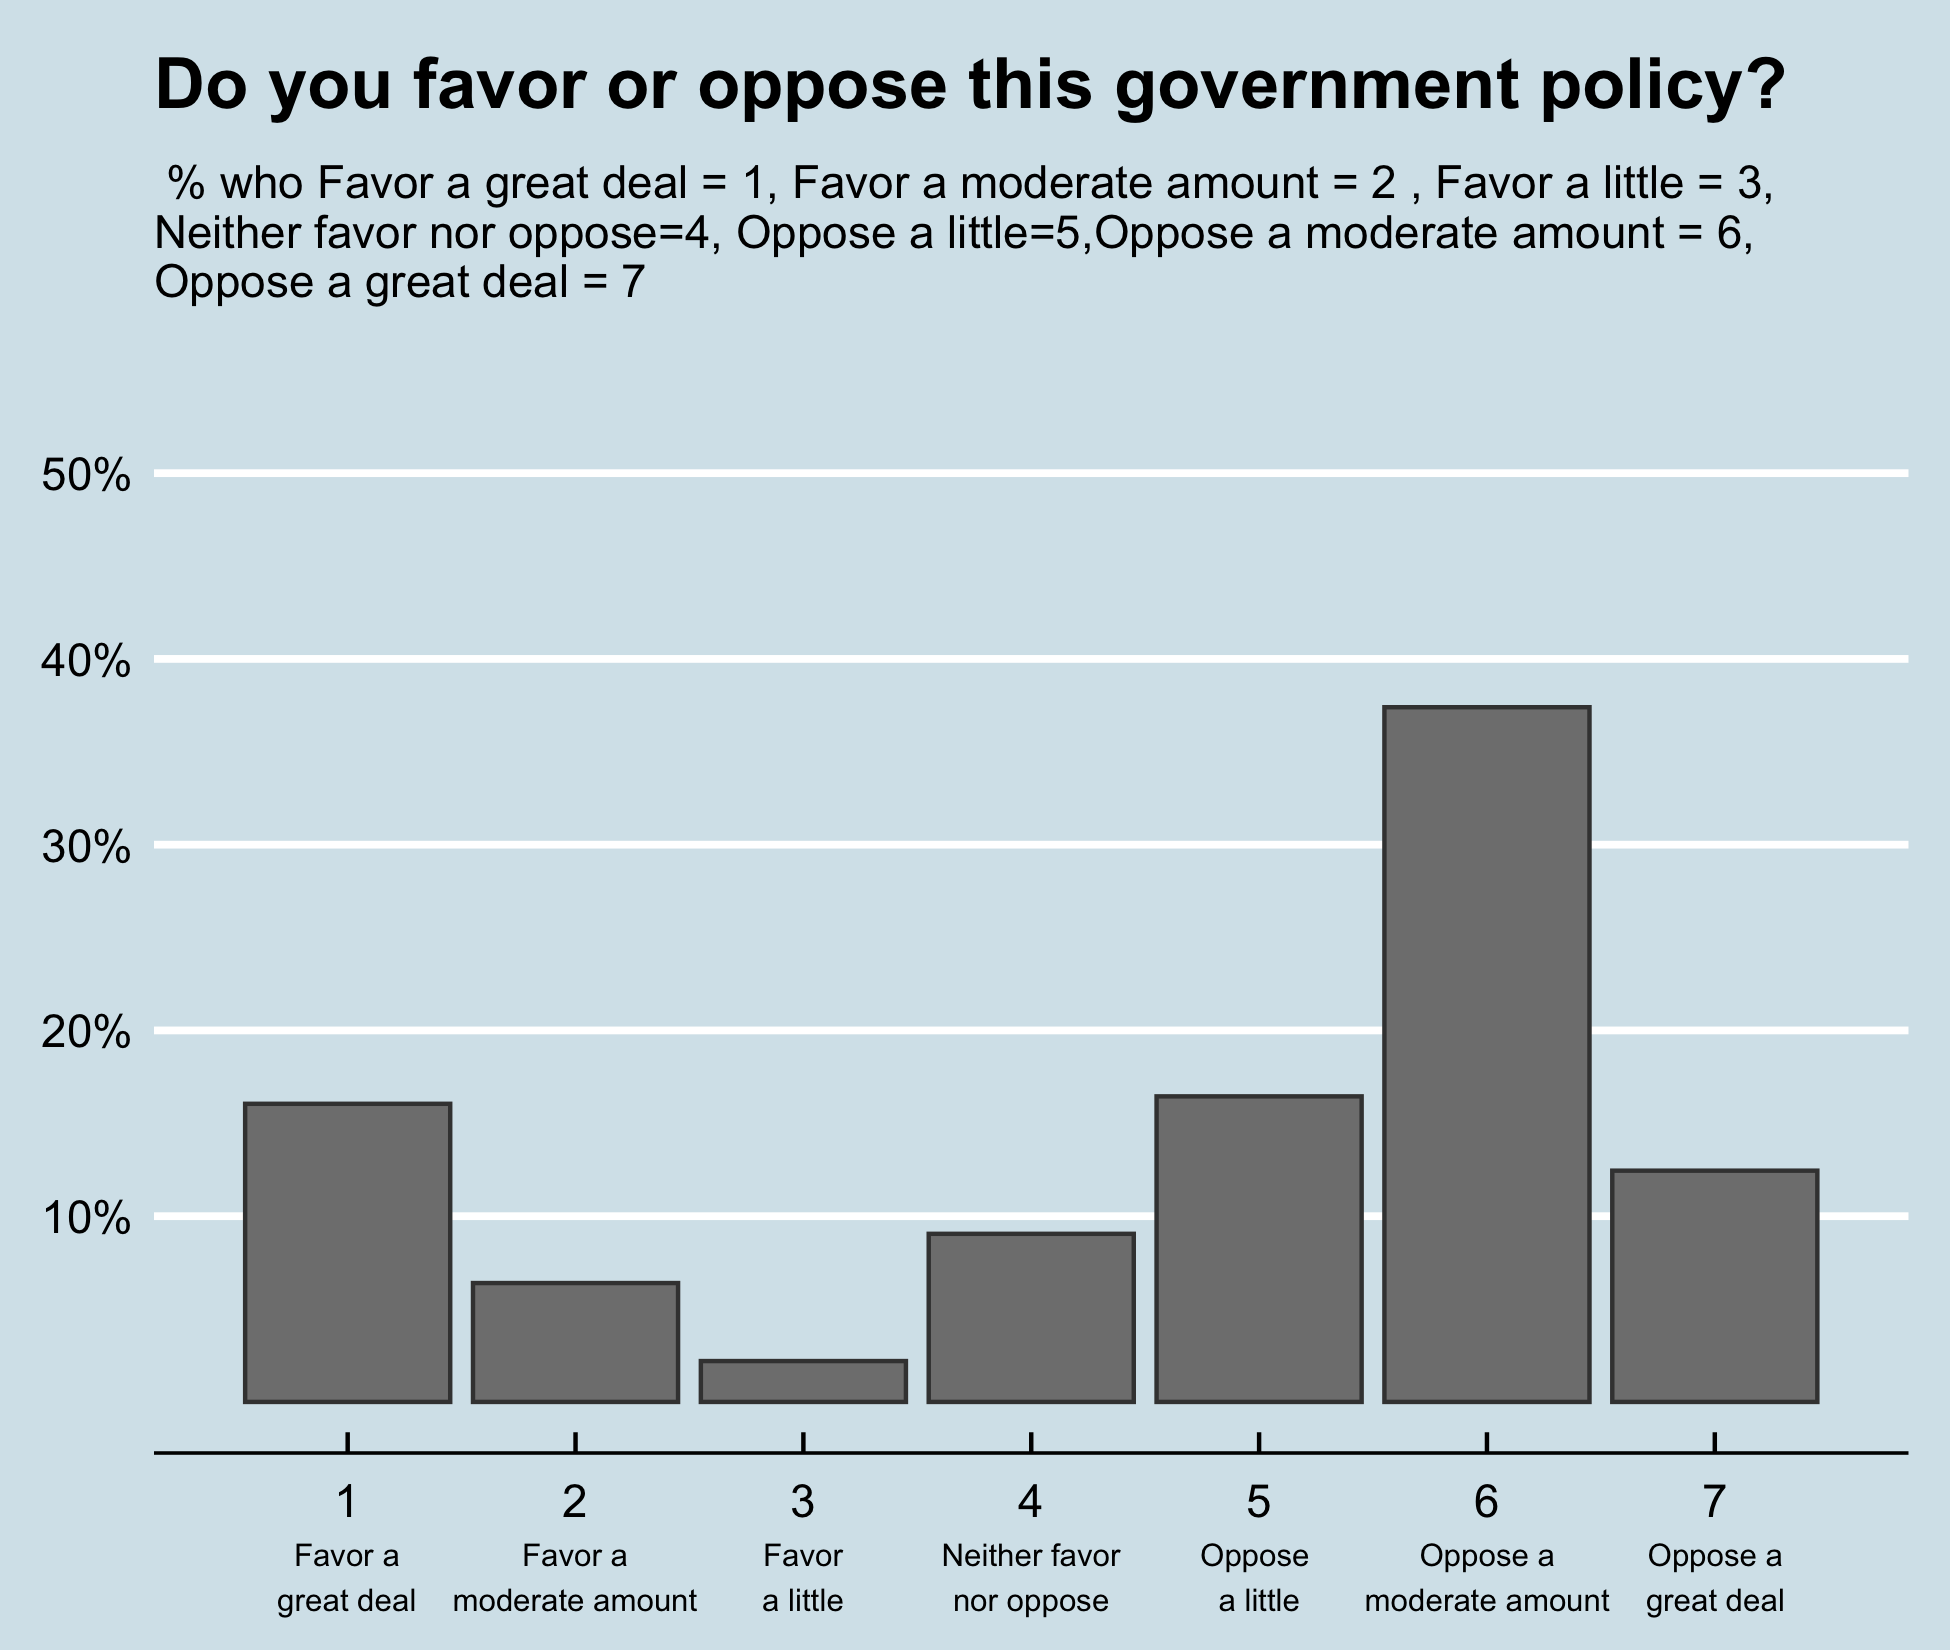 Do you favor or oppose this government policy?
% who Favor a great deal = 1, Favor a moderate amount = 2 , Favor a little = 3,
Neither favor nor oppose=4, Oppose a little=5,Oppose a moderate amount = 6,
Oppose a great deal = 7
50%
40%
30%
20%
10%
1 2 3 4 5 6 7
Favor a Favor a Favor Neither favor Oppose Oppose a Oppose a
great deal moderate amount a little nor oppose a little moderate amount great deal